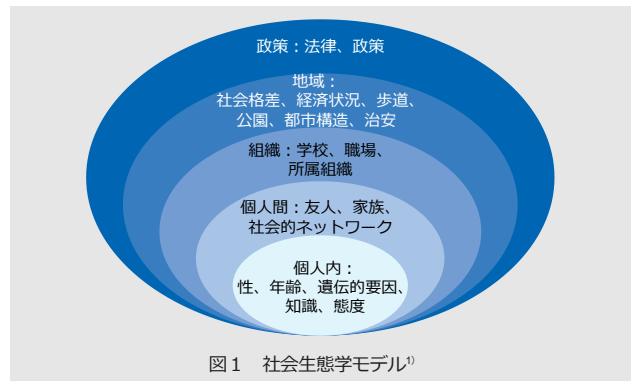 政策：法律、政策
地域：
社会格差、経済状況、歩道、
公園、都市構造、治安
組織：学校、職場、
所属組織
個人間：友人、家族、
社会的ネットワーク
個人内：
性、年齢、遺伝的要因、
知識、態度
図１　社会生態学モデル¹⁾